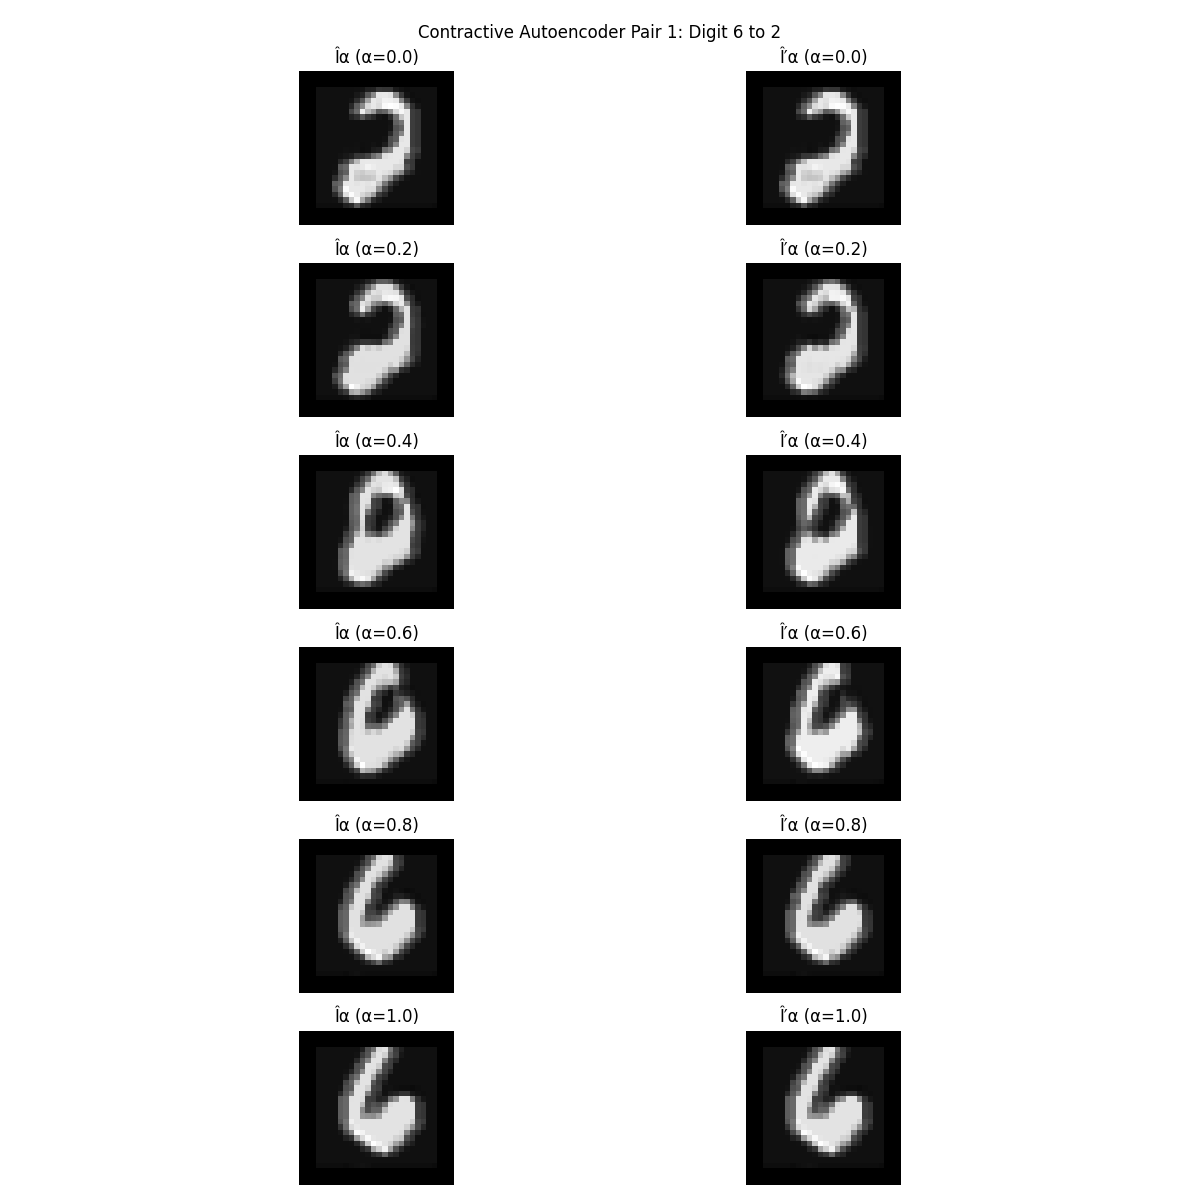 Contractive Autoencoder Pair 1: Digit 6 to 2
Îα (α=0.0) Î′α (α=0.0)
Îα (α=0.2) Î′α (α=0.2)
Îα (α=0.4) Î′α (α=0.4)
Îα (α=0.6) Î′α (α=0.6)
Îα (α=0.8) Î′α (α=0.8)
Îα (α=1.0) Î′α (α=1.0)